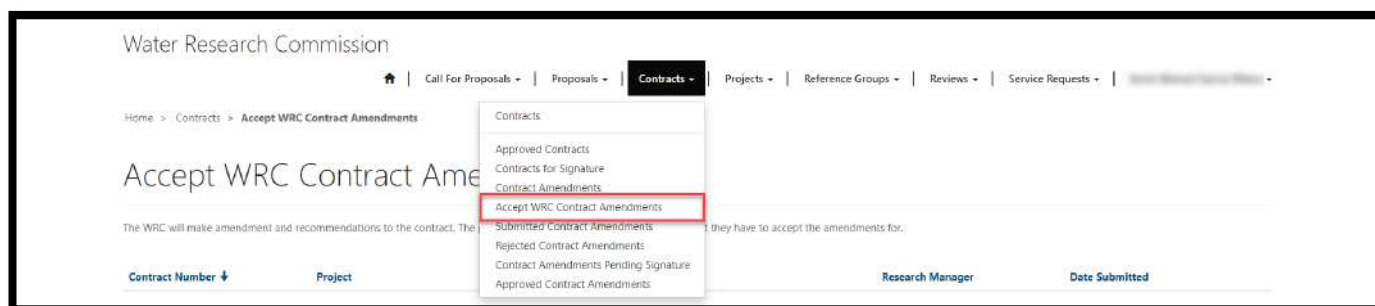 Water Research Commission
Call For Proposals | Proposals | Contracts | Projects | Reference Groups | Reviews | Service Requests |
Home > Contracts > Accept WRC Contract Amendments
Contracts
Approved Contracts
Accept WRC Contract Ame
Contracts for Signature
Contract Amendments
Accept WRC Contract Amendments
The WRC will make amendment and recommendations to the contract. The
Submitted Contract Amendments
they have to accept the amendments for.
Rejected Contract Amendments
Contract Amendments Pending Signature
Approved Contract Amendments
Contract Number Project Research Manager Date Submitted